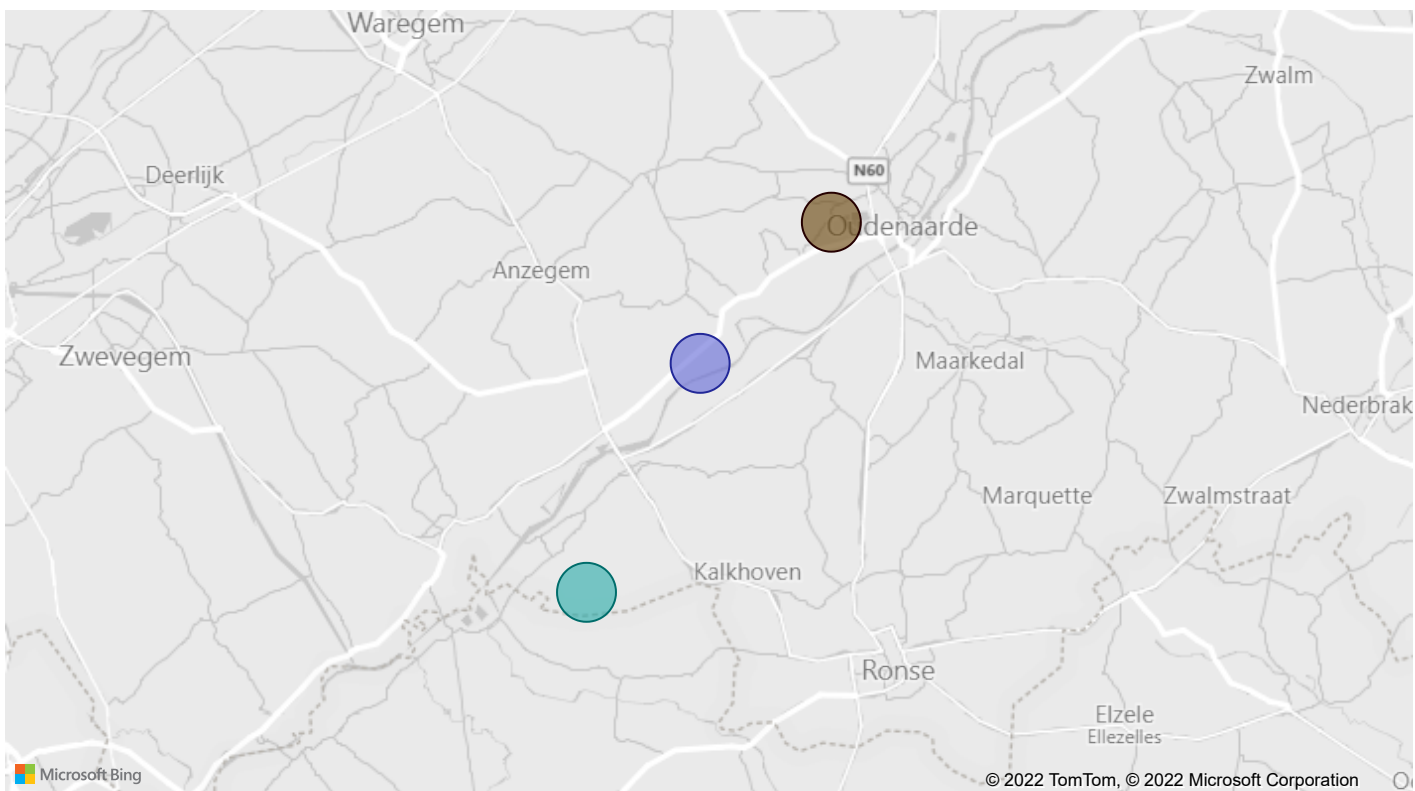 Waregem
Zwalm
N60
Deerlijk
Oudenaarde
Anzegem
Zwevegem
Maarkedal
Nederbrak
Marquette
Zwalmstraat
Kalkhoven
Ronse
Elzele
Ellezelles
Microsoft Bing
© 2022 TomTom, © 2022 Microsoft Corporation